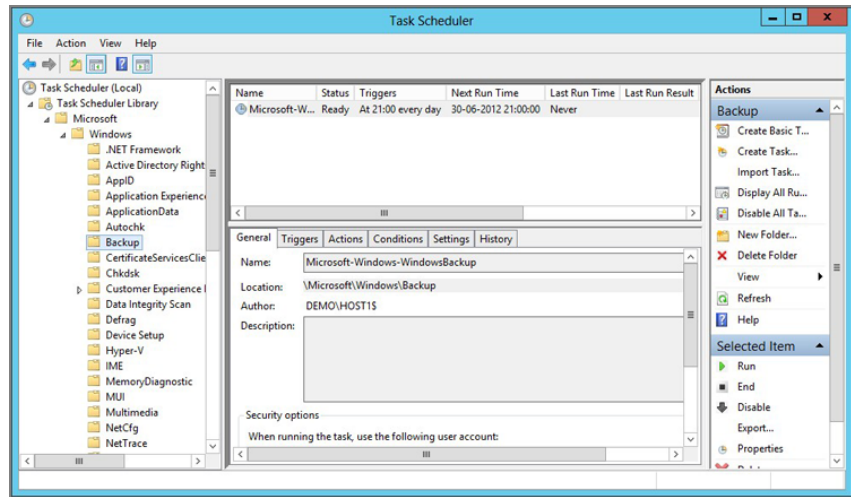 Task Scheduler
File Action View Help
Task Scheduler (Local)
Task Scheduler Library
Microsoft
Windows
.NET Framework
Active Directory Right
AppID
Application Experience
ApplicationData
Autochk
Backup
CertificateServicesClie
Chkdsk
Customer Experience I
Data Integrity Scan
Defrag
Device Setup
Hyper-V
IME
MemoryDiagnostic
MUI
Multimedia
NetCfg
NetTrace
Name Status Triggers Next Run Time Last Run Time Last Run Result
Microsoft-W... Ready At 21:00 every day 30-06-2012 21:00:00 Never
General Triggers Actions Conditions Settings History
Name: Microsoft-Windows-WindowsBackup
Location: \Microsoft\Windows\Backup
Author: DEMO\HOST1$
Description:
Security options
When running the task, use the following user account:
Actions
Backup
Create Basic T...
Create Task...
Import Task...
Display All Ru...
Disable All Ta...
New Folder...
Delete Folder
View
Refresh
Help
Selected Item
Run
End
Disable
Export...
Properties